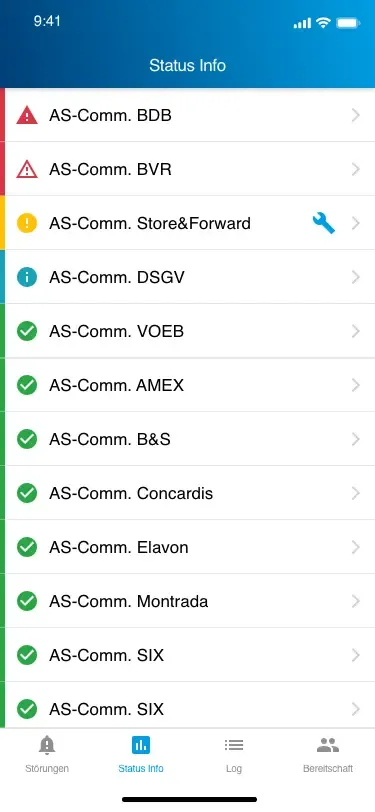 9:41
Status Info
AS-Comm. BDB
AS-Comm. BVR
AS-Comm. Store&Forward
AS-Comm. DSGV
AS-Comm. VOEB
AS-Comm. AMEX
AS-Comm. B&S
AS-Comm. Concardis
AS-Comm. Elavon
AS-Comm. Montrada
AS-Comm. SIX
AS-Comm. SIX
Störungen Status Info Log Bereitschaft